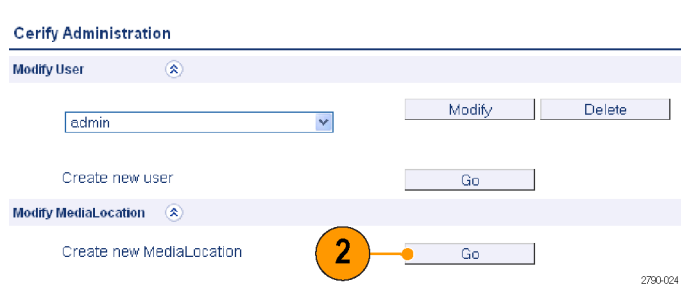 Cerify Administration
Modify User
admin Modify Delete
Create new user Go
Modify MediaLocation
Create new MediaLocation 2 Go
2790-024